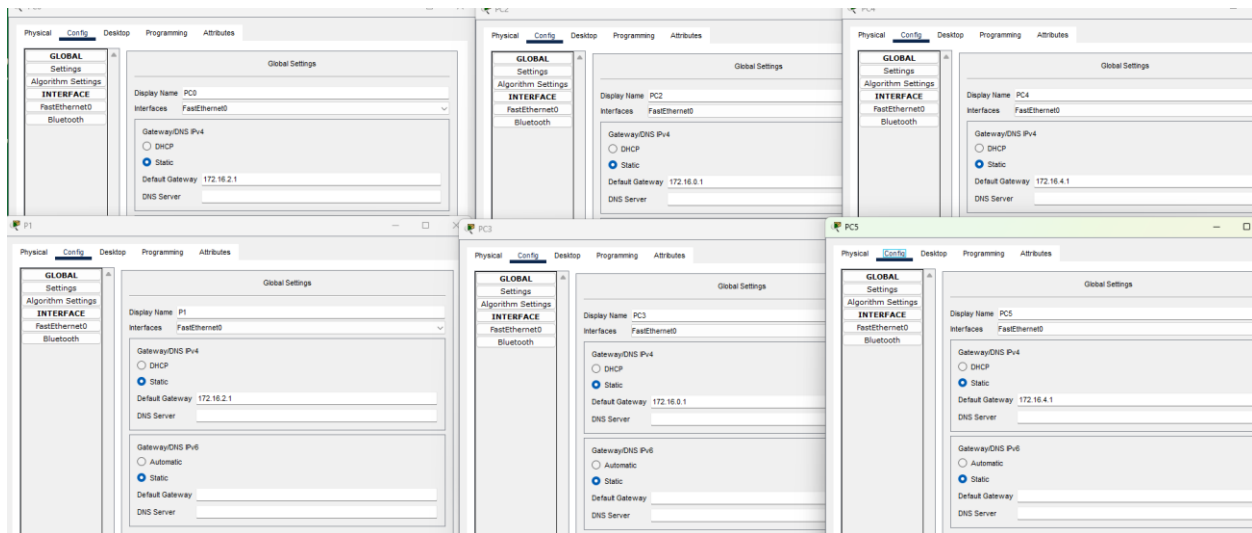 PC2
PC4
Physical Config Desktop Programming Attributes
GLOBAL
Settings
Algorithm Settings
INTERFACE
FastEthernet0
Bluetooth
Global Settings
Display Name PC0
Interfaces FastEthernet0
Gateway/DNS IPv4
DHCP
Static
Default Gateway 172.16.2.1
DNS Server
Physical Config Desktop Programming Attributes
GLOBAL
Settings
Algorithm Settings
INTERFACE
FastEthernet0
Bluetooth
Global Settings
Display Name PC2
Interfaces FastEthernet0
Gateway/DNS IPv4
DHCP
Static
Default Gateway 172.16.0.1
DNS Server
Physical Config Desktop Programming Attributes
GLOBAL
Settings
Algorithm Settings
INTERFACE
FastEthernet0
Bluetooth
Global Settings
Display Name PC4
Interfaces FastEthernet0
Gateway/DNS IPv4
DHCP
Static
Default Gateway 172.16.4.1
DNS Server
P1
Physical Config Desktop Programming Attributes
GLOBAL
Settings
Algorithm Settings
INTERFACE
FastEthernet0
Bluetooth
Global Settings
Display Name P1
Interfaces FastEthernet0
Gateway/DNS IPv4
DHCP
Static
Default Gateway 172.16.2.1
DNS Server
Gateway/DNS IPv6
Automatic
Static
Default Gateway
DNS Server
PC3
Physical Config Desktop Programming Attributes
GLOBAL
Settings
Algorithm Settings
INTERFACE
FastEthernet0
Bluetooth
Global Settings
Display Name PC3
Interfaces FastEthernet0
Gateway/DNS IPv4
DHCP
Static
Default Gateway 172.16.0.1
DNS Server
Gateway/DNS IPv6
Automatic
Static
Default Gateway
DNS Server
PC5
Physical Config Desktop Programming Attributes
GLOBAL
Settings
Algorithm Settings
INTERFACE
FastEthernet0
Bluetooth
Global Settings
Display Name PC5
Interfaces FastEthernet0
Gateway/DNS IPv4
DHCP
Static
Default Gateway 172.16.4.1
DNS Server
Gateway/DNS IPv6
Automatic
Static
Default Gateway
DNS Server